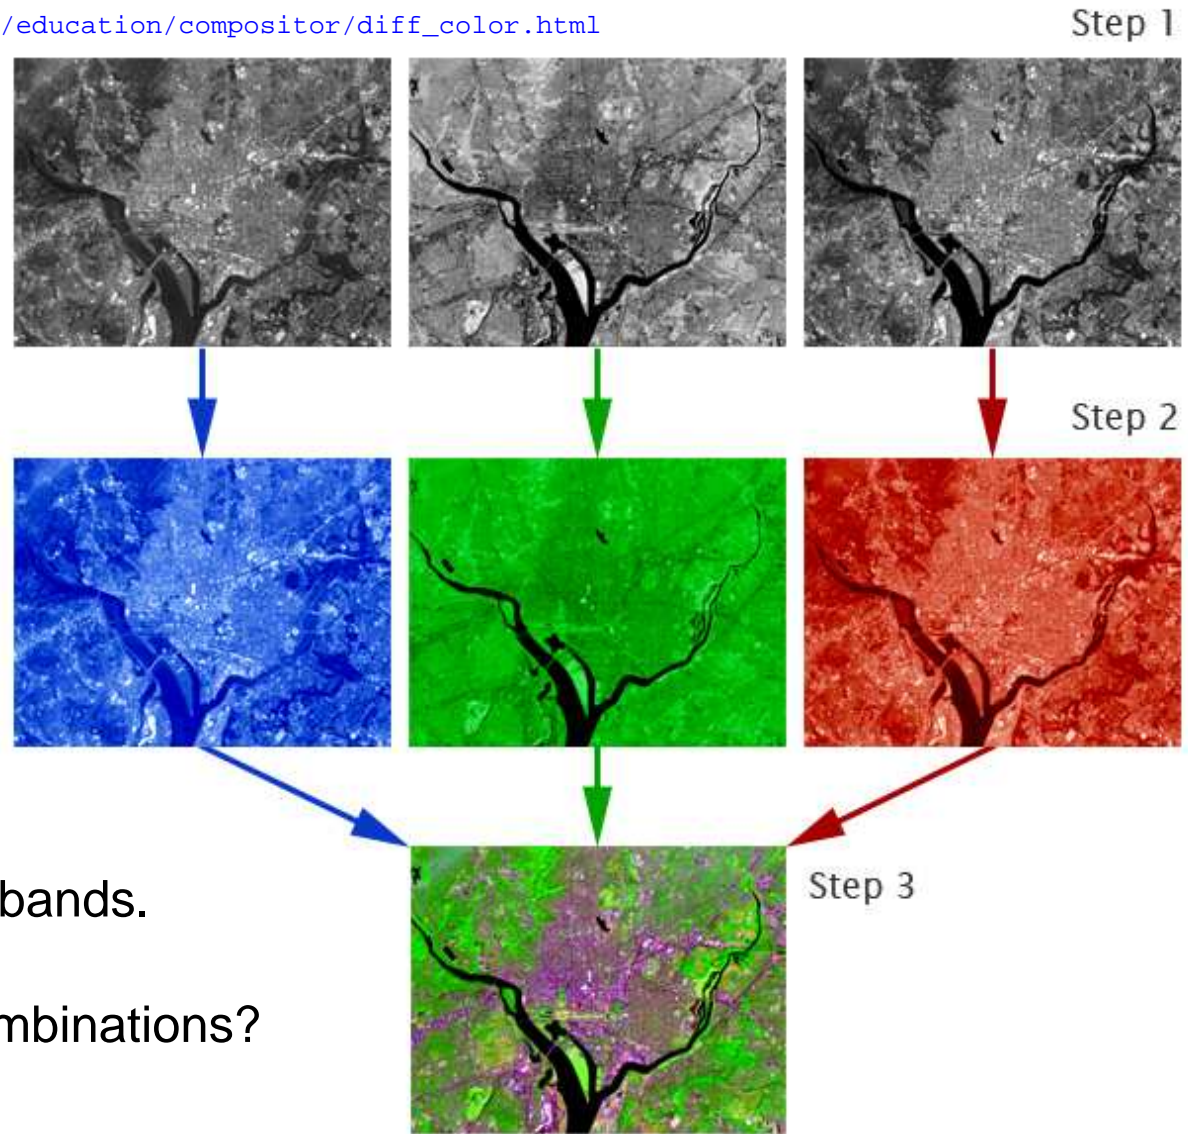 /education/compositor/diff_color.html
Step 1
Step 2
Step 3
bands.
mbinations?